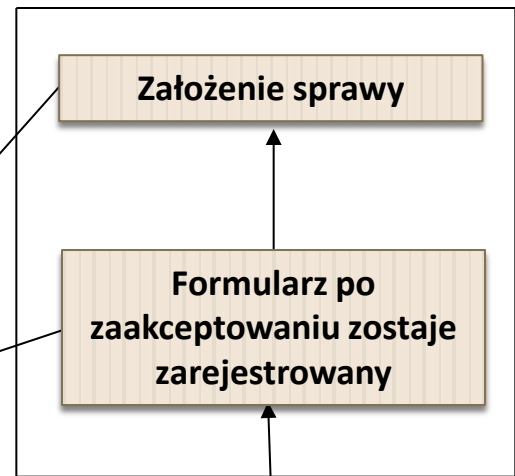 Założenie sprawy
Formularz po
zaakceptowaniu zostaje
zarejestrowany